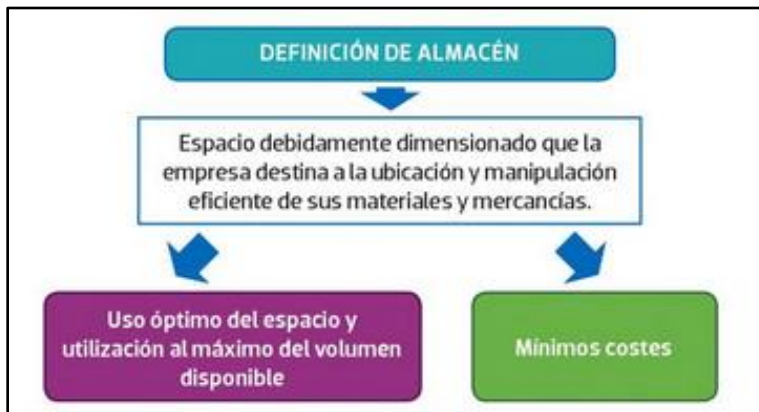 DEFINICIÓN DE ALMACÉN
Espacio debidamente dimensionado que la
empresa destina a la ubicación y manipulación
eficiente de sus materiales y mercancías.
Uso óptimo del espacio y
utilización al máximo del volumen
disponible
Mínimos costes